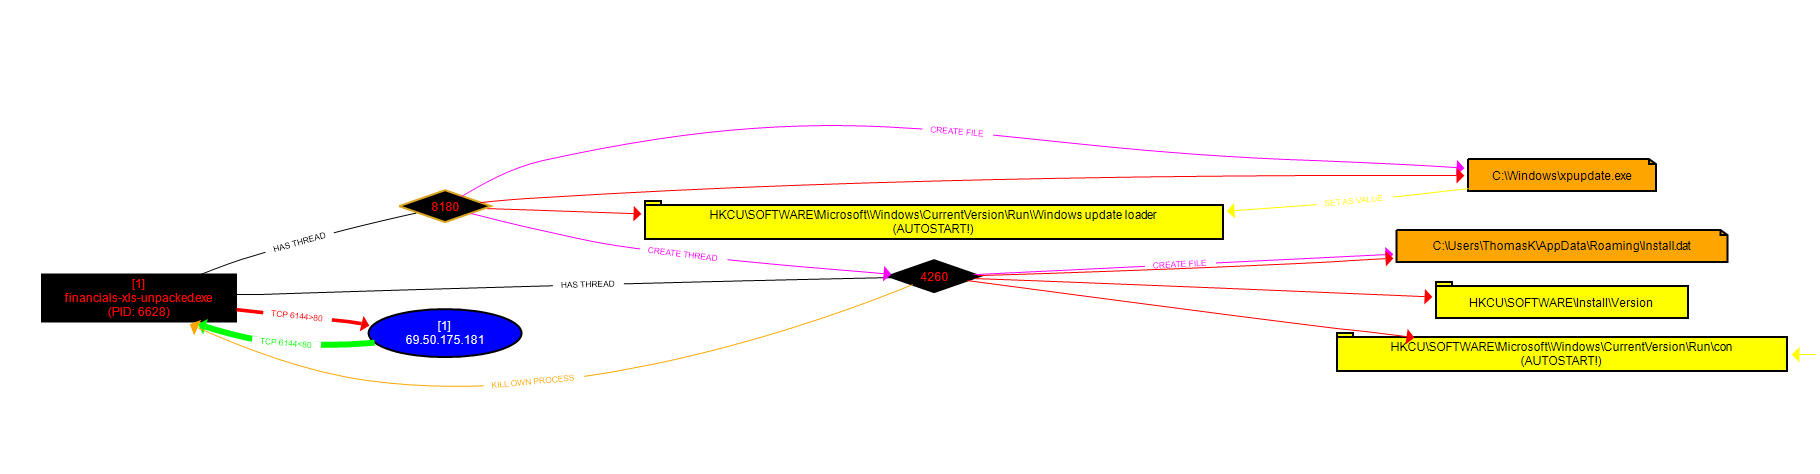 CREATE FILE
C:\Windows\xpupdate.exe
SET AS VALUE
8180
HKCU\SOFTWARE\Microsoft\Windows\CurrentVersion\Run\Windows update loader
(AUTOSTART!)
HAS THREAD
CREATE THREAD
C:\Users\ThomasK\AppData\Roaming\Install.dat
CREATE FILE
4260
HAS THREAD
[1]
financials-xls-unpacked.exe
(PID: 6628)
HKCU\SOFTWARE\Install\Version
TCP 6144>80
[1]
69.50.175.181
TCP 6144<80
HKCU\SOFTWARE\Microsoft\Windows\CurrentVersion\Run\con
(AUTOSTART!)
KILL OWN PROCESS